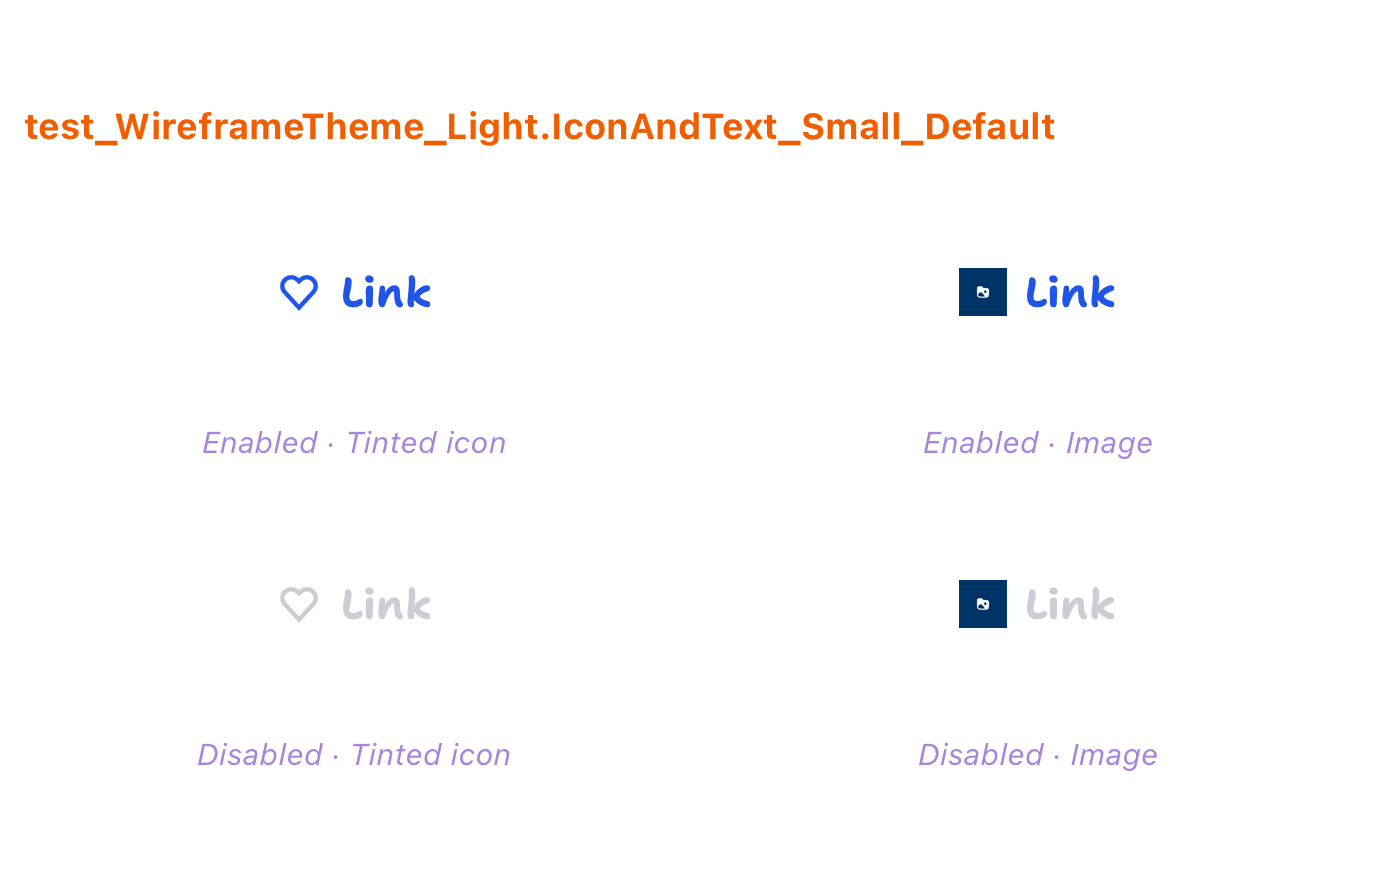 test_WireframeTheme_Light.IconAndText_Small_Default
Link
Link
Enabled · Tinted icon
Enabled · Image
Link
Link
Disabled · Tinted icon
Disabled · Image